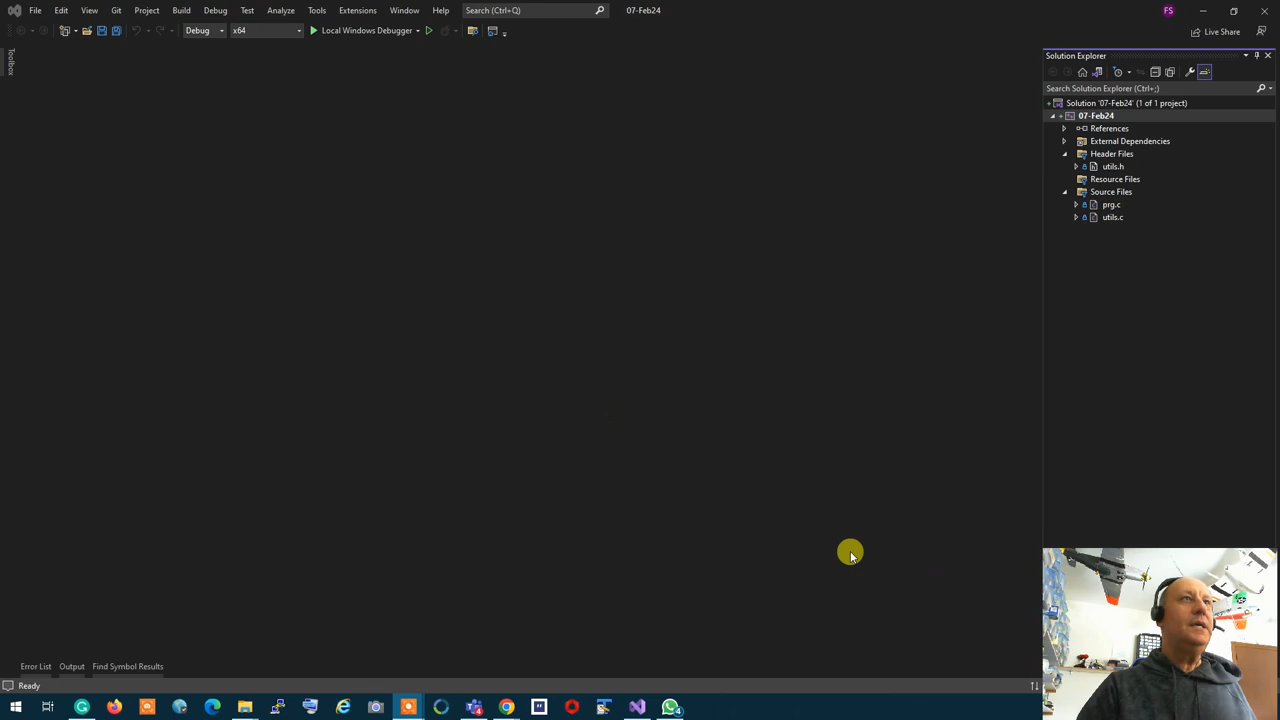 File Edit View Git Project Build Debug Test Analyze Tools Extensions Window Help Search (Ctrl+Q) 07-Feb24 FS
Debug x64 Local Windows Debugger Live Share
Toolbox
Solution Explorer
Search Solution Explorer (Ctrl+;)
Solution '07-Feb24' (1 of 1 project)
07-Feb24
References
External Dependencies
Header Files
utils.h
Resource Files
Source Files
prg.c
utils.c
Error List Output Find Symbol Results
Ready
4 4